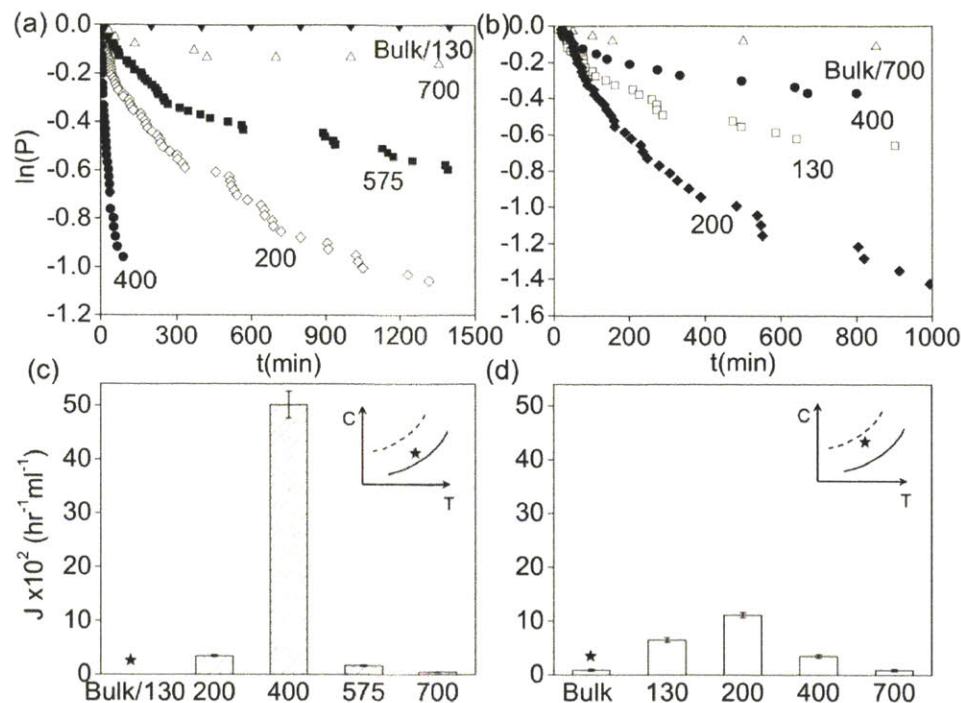 (a)
0.0
-0.2
-0.4
-0.6
-0.8
-1.0
-1.2
ln(P)
0 300 600 900 1200 1500
t(min)
Bulk/130
700
575
200
400
(b)
0.0
-0.2
-0.4
-0.6
-0.8
-1.0
-1.2
-1.4
-1.6
0 200 400 600 800 1000
t(min)
Bulk/700
400
130
200
(c)
50
40
30
20
10
0
J x10² (hr⁻¹ml⁻¹)
C
T
Bulk/130 200 400 575 700
(d)
50
40
30
20
10
0
C
T
Bulk 130 200 400 700